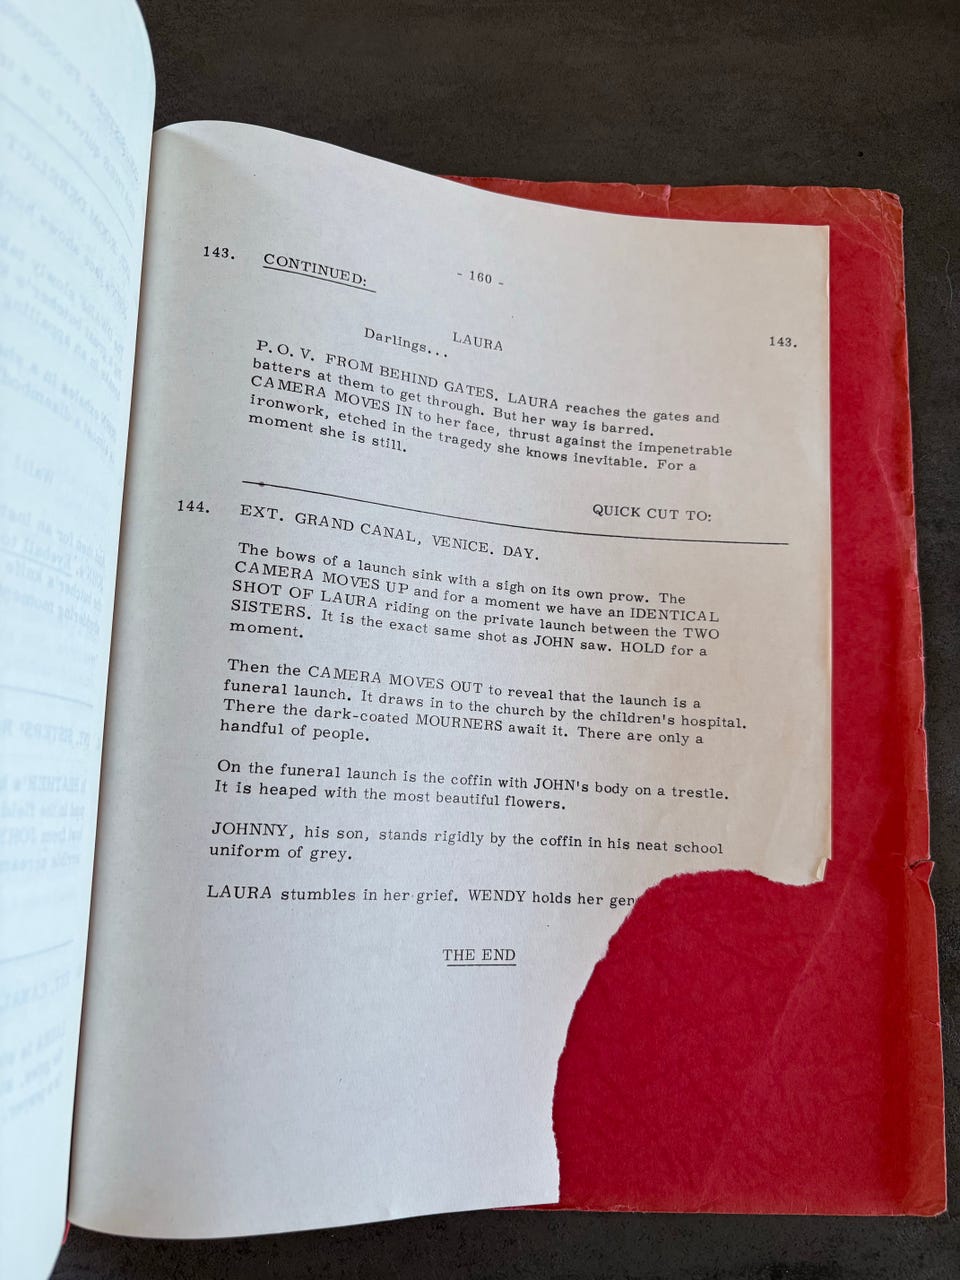 - 160 -
143. CONTINUED: 143.
LAURA
Darlings...
P.O.V. FROM BEHIND GATES. LAURA reaches the gates and
batters at them to get through. But her way is barred.
CAMERA MOVES IN to her face, thrust against the impenetrable
ironwork, etched in the tragedy she knows inevitable. For a
moment she is still.
QUICK CUT TO:
144. EXT. GRAND CANAL, VENICE. DAY.
The bows of a launch sink with a sigh on its own prow. The
CAMERA MOVES UP and for a moment we have an IDENTICAL
SHOT OF LAURA riding on the private launch between the TWO
SISTERS. It is the exact same shot as JOHN saw. HOLD for a
moment.
Then the CAMERA MOVES OUT to reveal that the launch is a
funeral launch. It draws in to the church by the children's hospital.
There the dark-coated MOURNERS await it. There are only a
handful of people.
On the funeral launch is the coffin with JOHN's body on a trestle.
It is heaped with the most beautiful flowers.
JOHNNY, his son, stands rigidly by the coffin in his neat school
uniform of grey.
LAURA stumbles in her grief. WENDY holds her gen
THE END